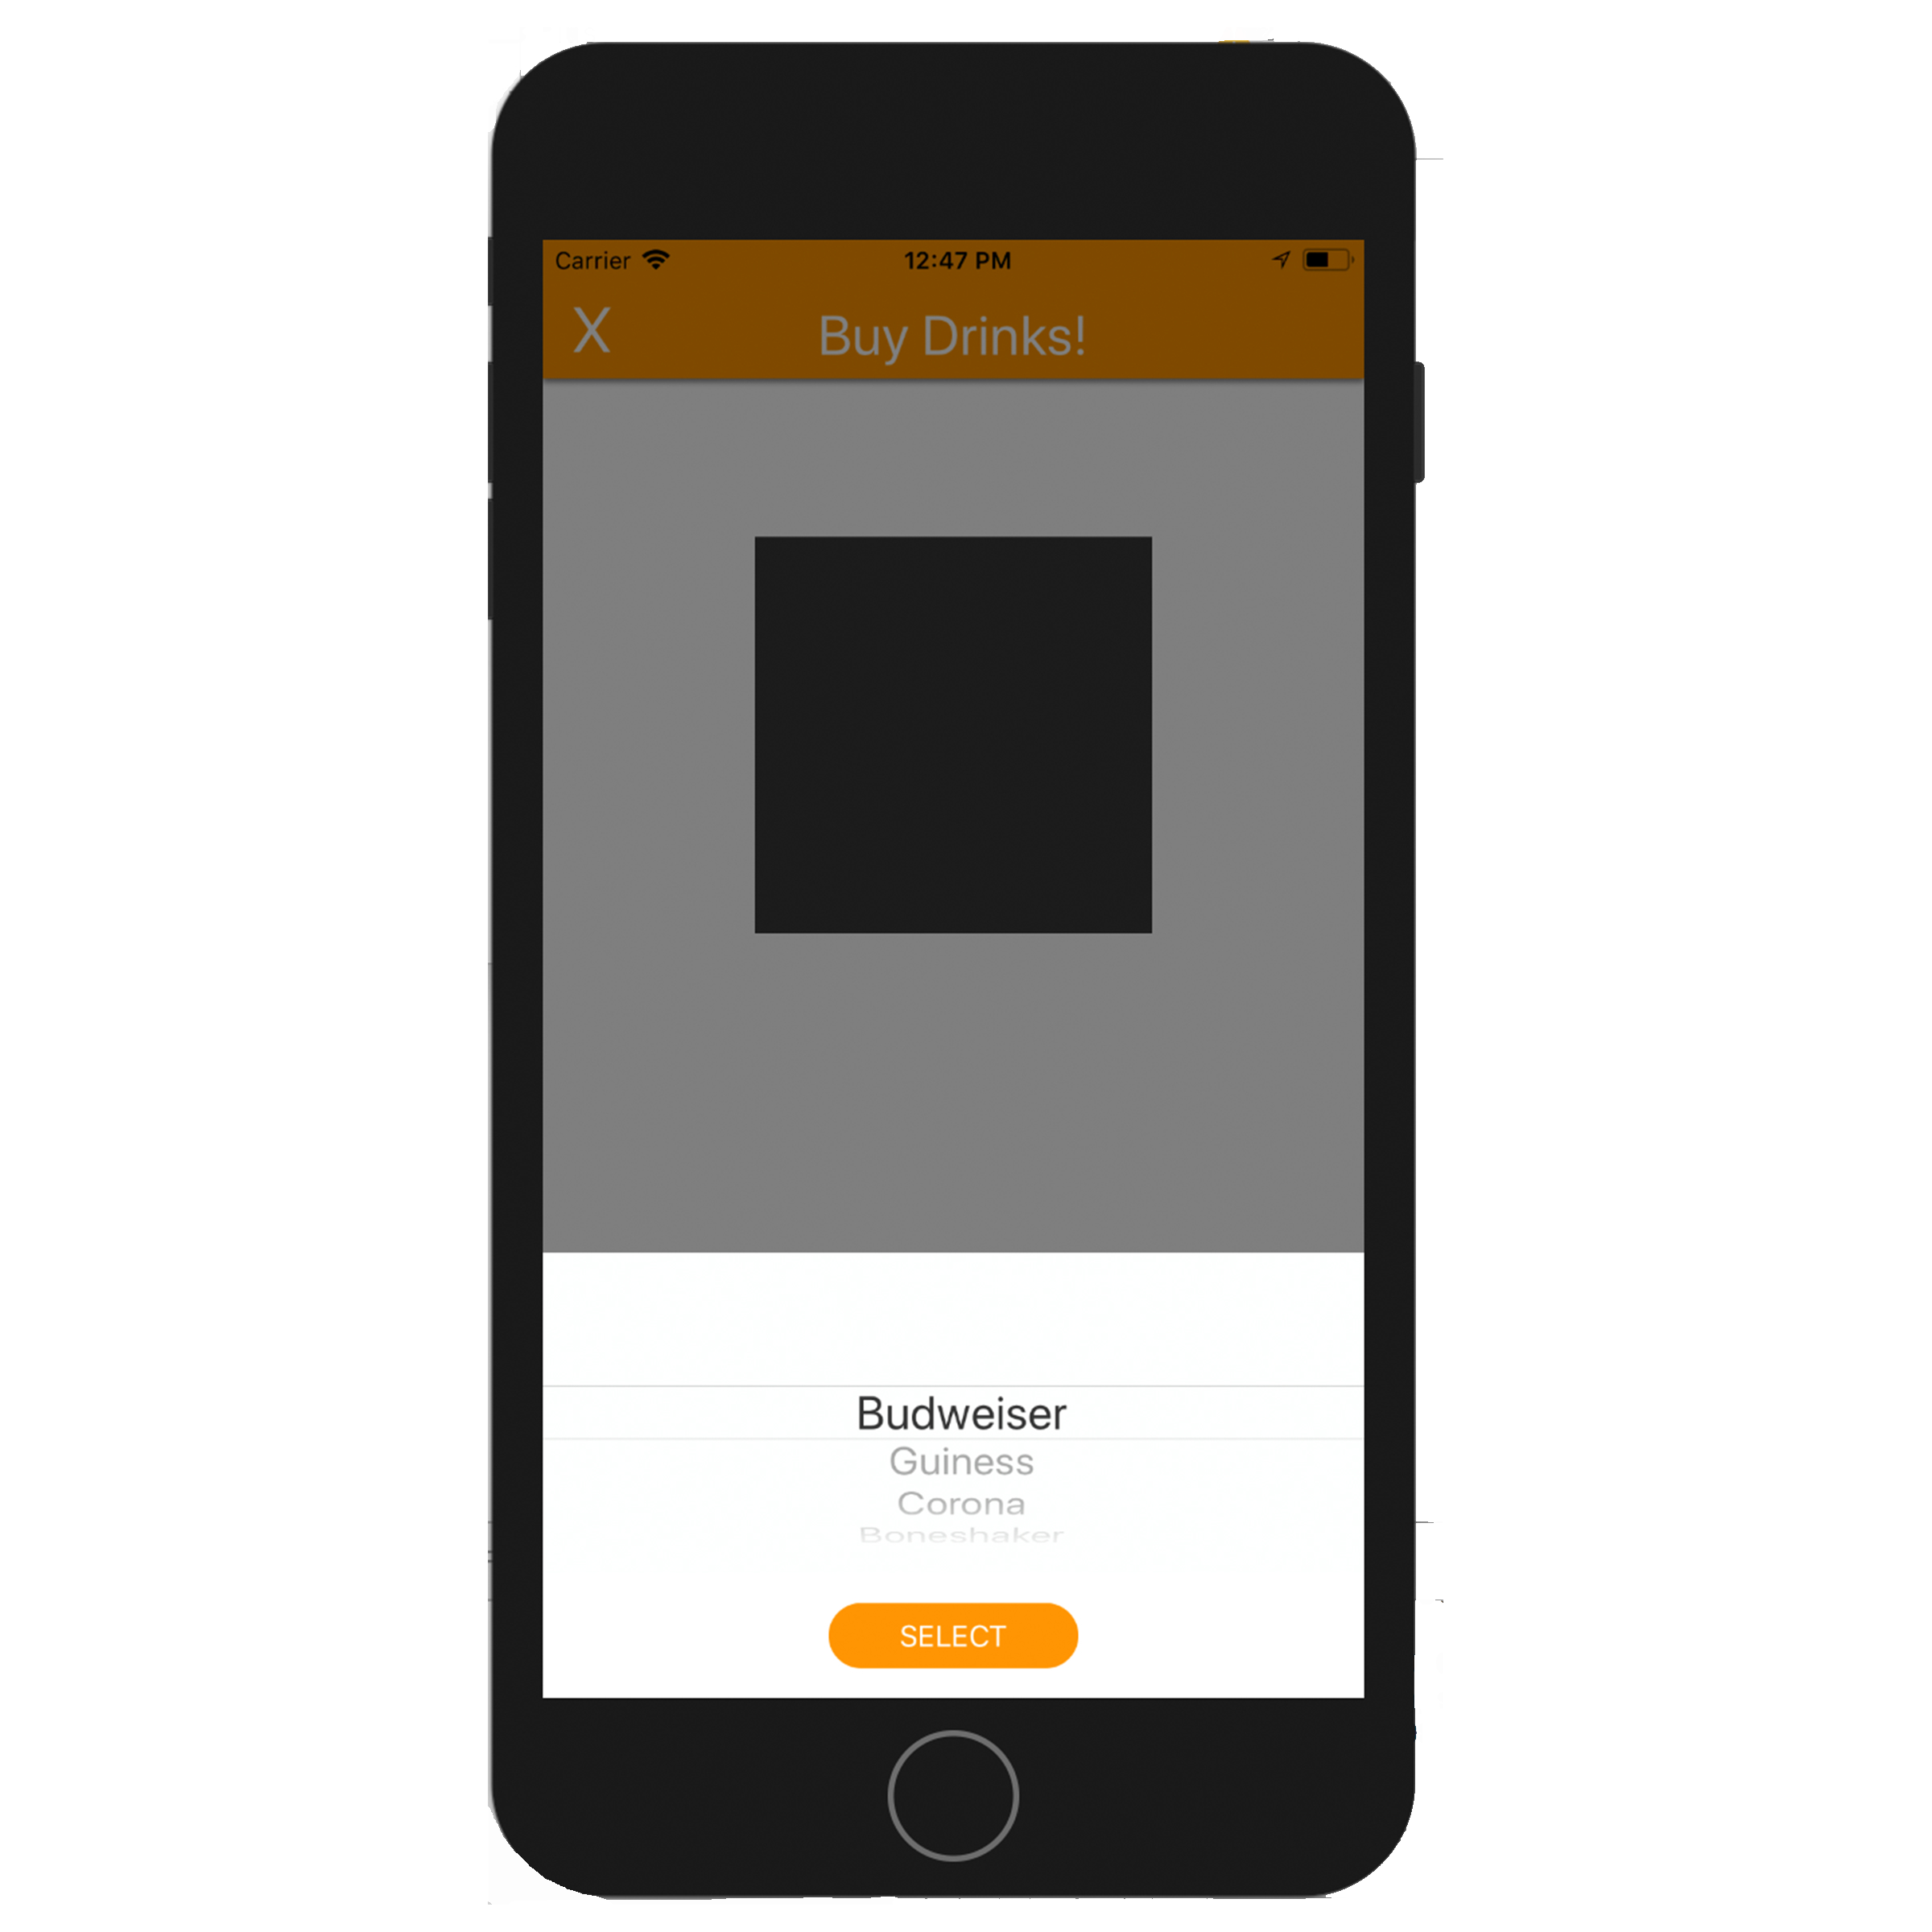 Carrier 12:47 PM
X Buy Drinks!
Budweiser
Guiness
Corona
Boneshaker
SELECT